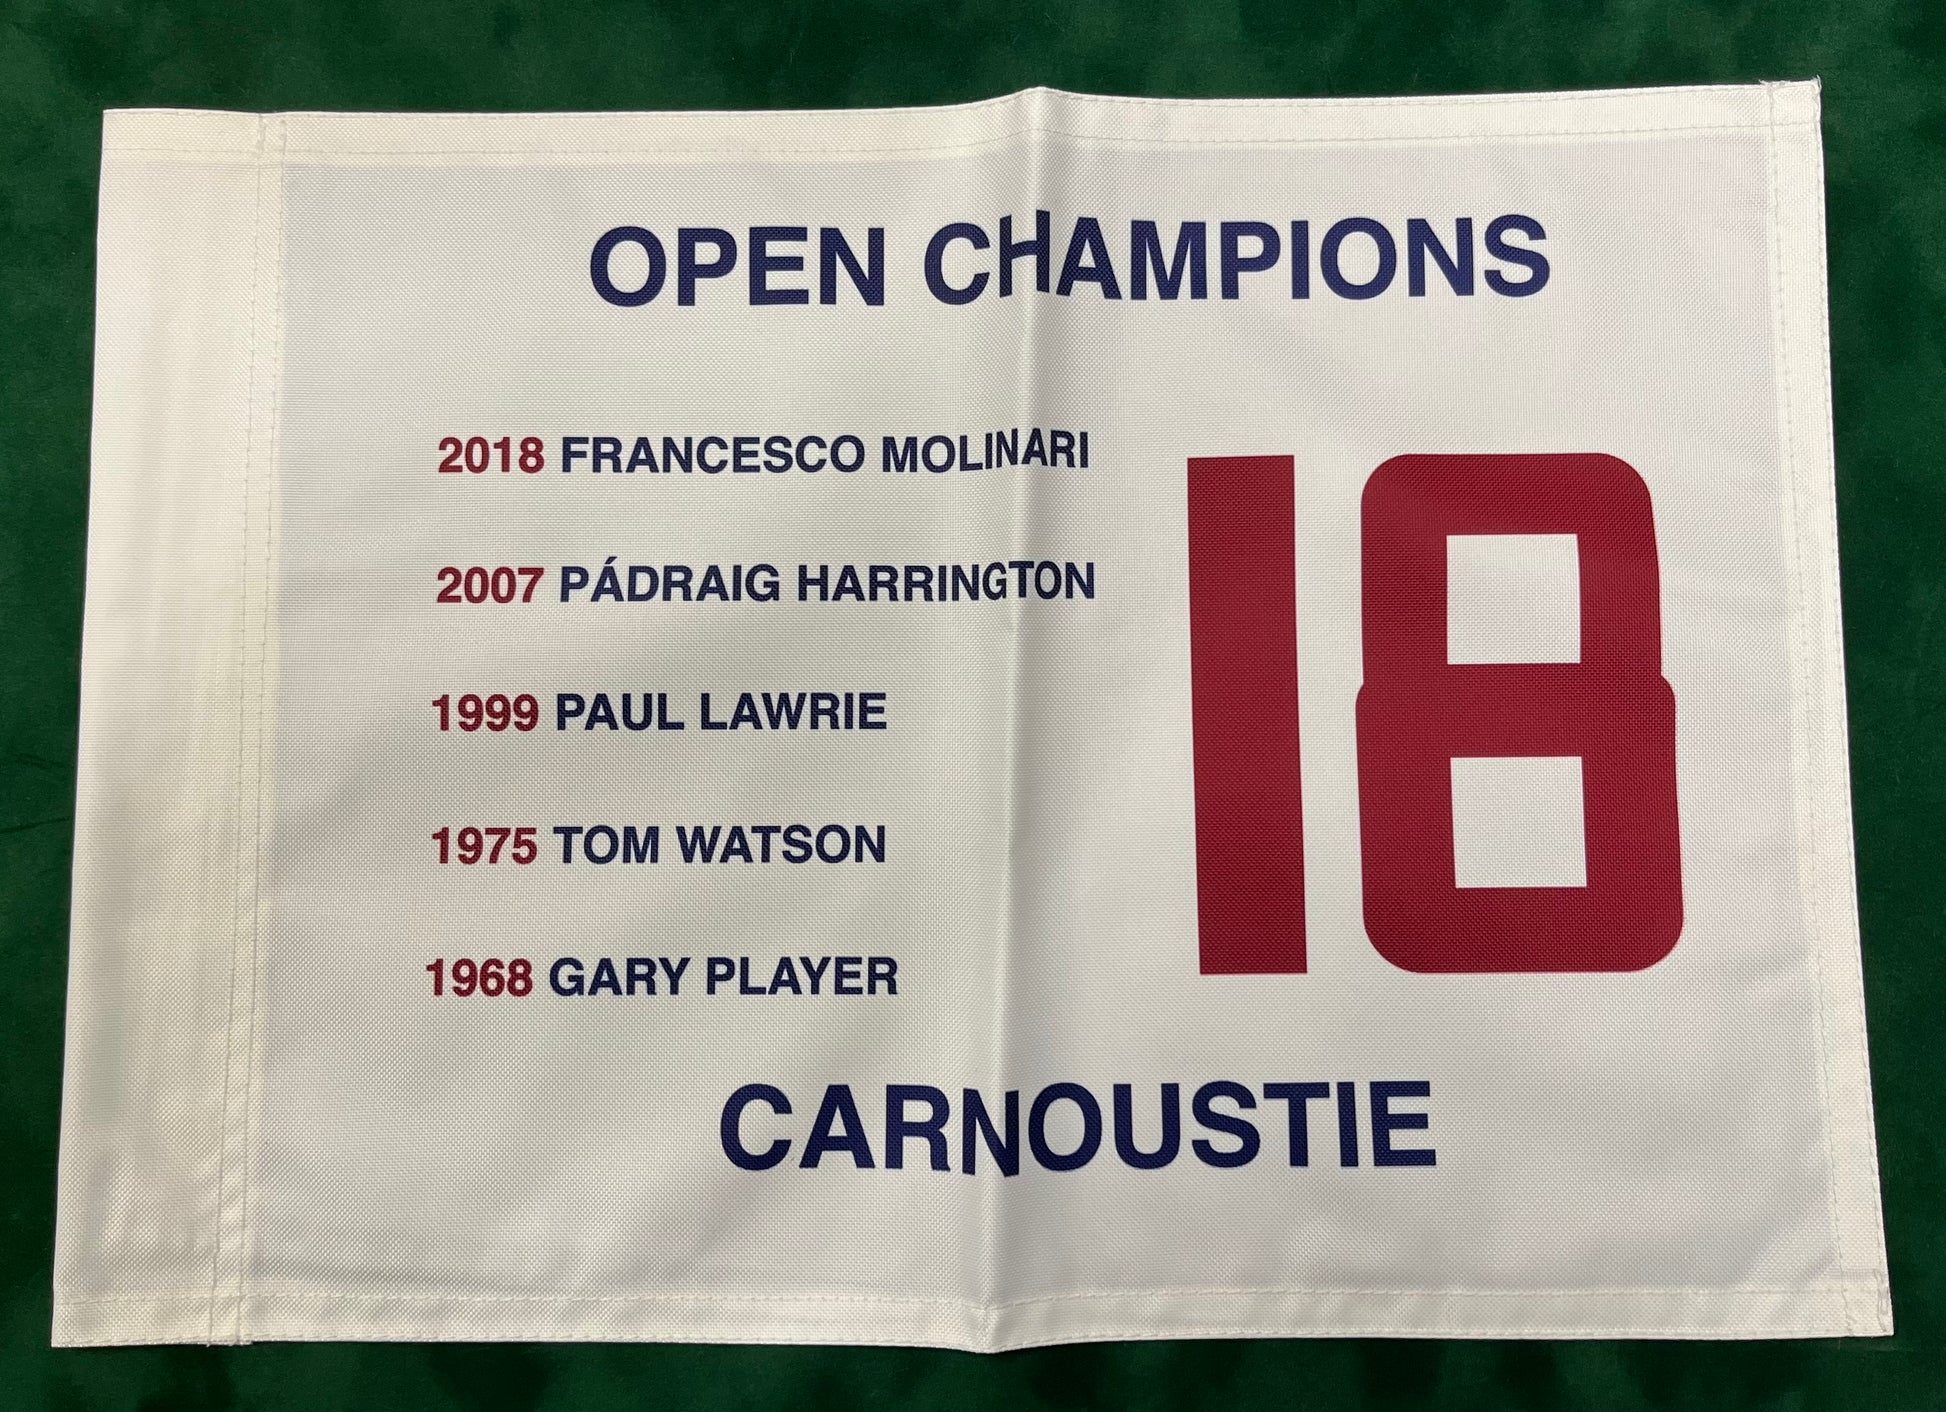 OPEN CHAMPIONS
2018 FRANCESCO MOLINARI
2007 PÁDRAIG HARRINGTON
1999 PAUL LAWRIE
1975 TOM WATSON
1968 GARY PLAYER
18
CARNOUSTIE